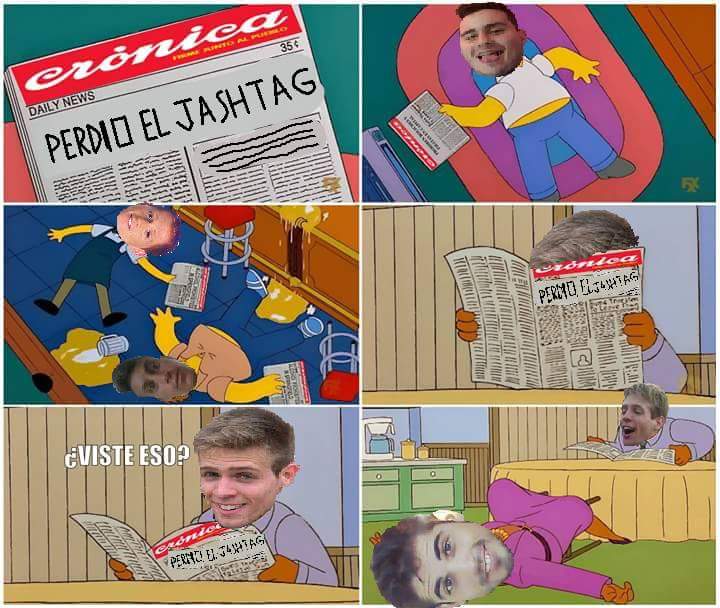 crònica
FIRME JUNTO AL PUEBLO
35¢
DAILY NEWS
PERDIO EL JASHTAG
FX
FX
crònica
crònica
PERDIO EL JASHTAG
¿VISTE ESO?
crònica
PERDIO EL JASHTAG